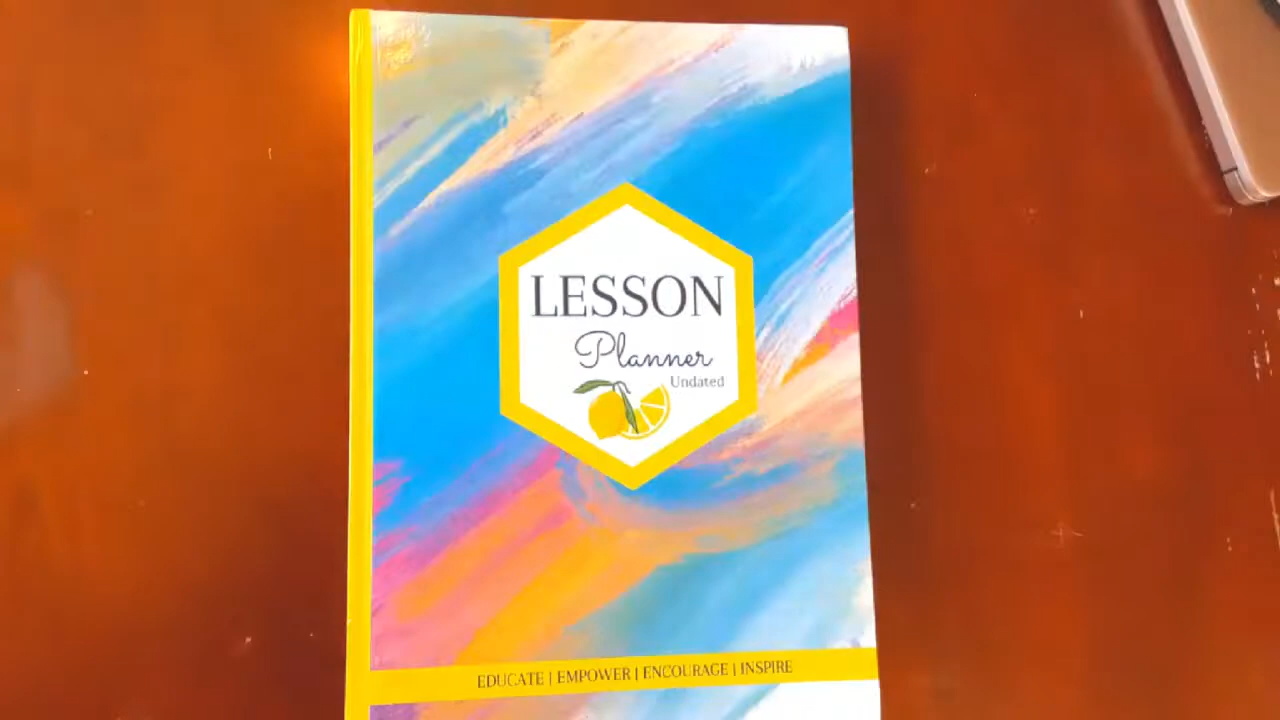 LESSON
Planner
Undated
EDUCATE | EMPOWER | ENCOURAGE | INSPIRE